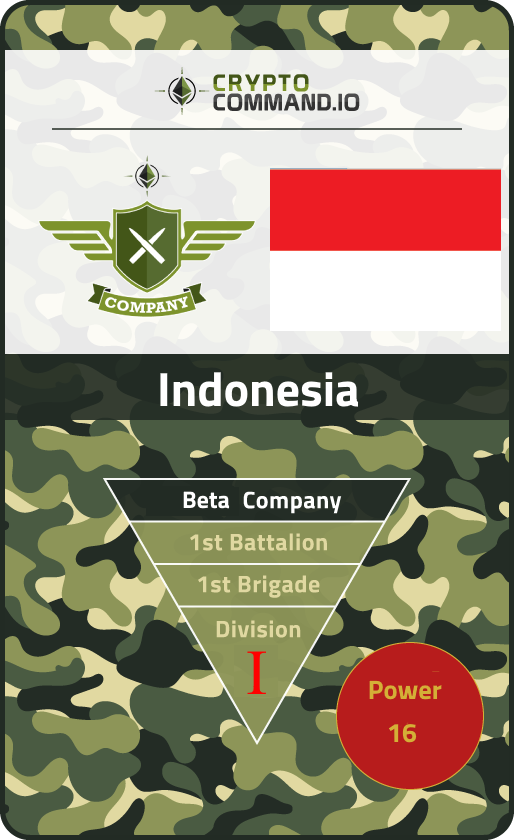 CRYPTO
COMMAND.IO
COMPANY
Indonesia
Beta Company
1st Battalion
1st Brigade
Division
I
Power
16